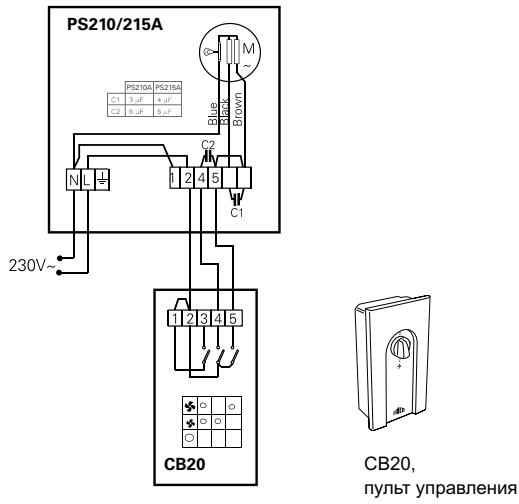 PS210/215A
M
~
PS210A PS215A
C1 3 µF 4 µF
C2 6 µF 6 µF
Blue
Black
Brown
C2
N L
1 2 4 5
C1
230V~
1 2 3 4 5
CB20
CB20,
пульт управления